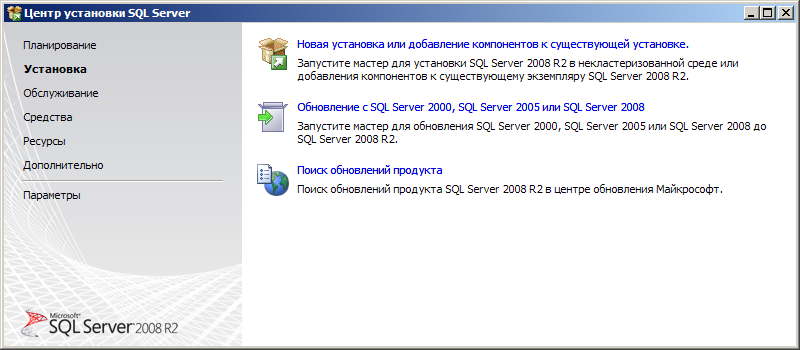 Центр установки SQL Server
Планирование
Установка
Обслуживание
Средства
Ресурсы
Дополнительно
Параметры
Microsoft®
SQL Server 2008 R2
Новая установка или добавление компонентов к существующей установке.
Запустите мастер для установки SQL Server 2008 R2 в некластеризованной среде или
добавления компонентов к существующему экземпляру SQL Server 2008 R2.
Обновление с SQL Server 2000, SQL Server 2005 или SQL Server 2008
Запустите мастер для обновления SQL Server 2000, SQL Server 2005 или SQL Server 2008 до
SQL Server 2008 R2.
Поиск обновлений продукта
Поиск обновлений продукта SQL Server 2008 R2 в центре обновления Майкрософт.